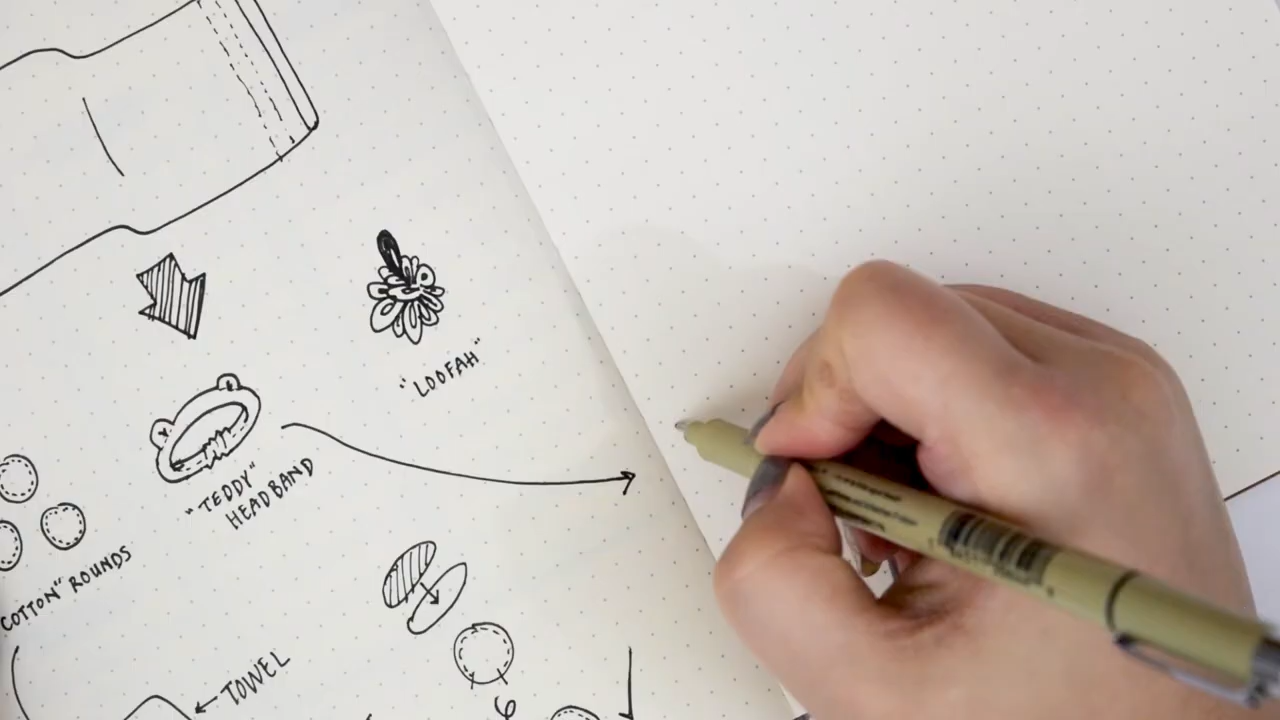 "LOOFAH"
"TEDDY"
HEADBAND
COTTON" ROUNDS
TOWEL